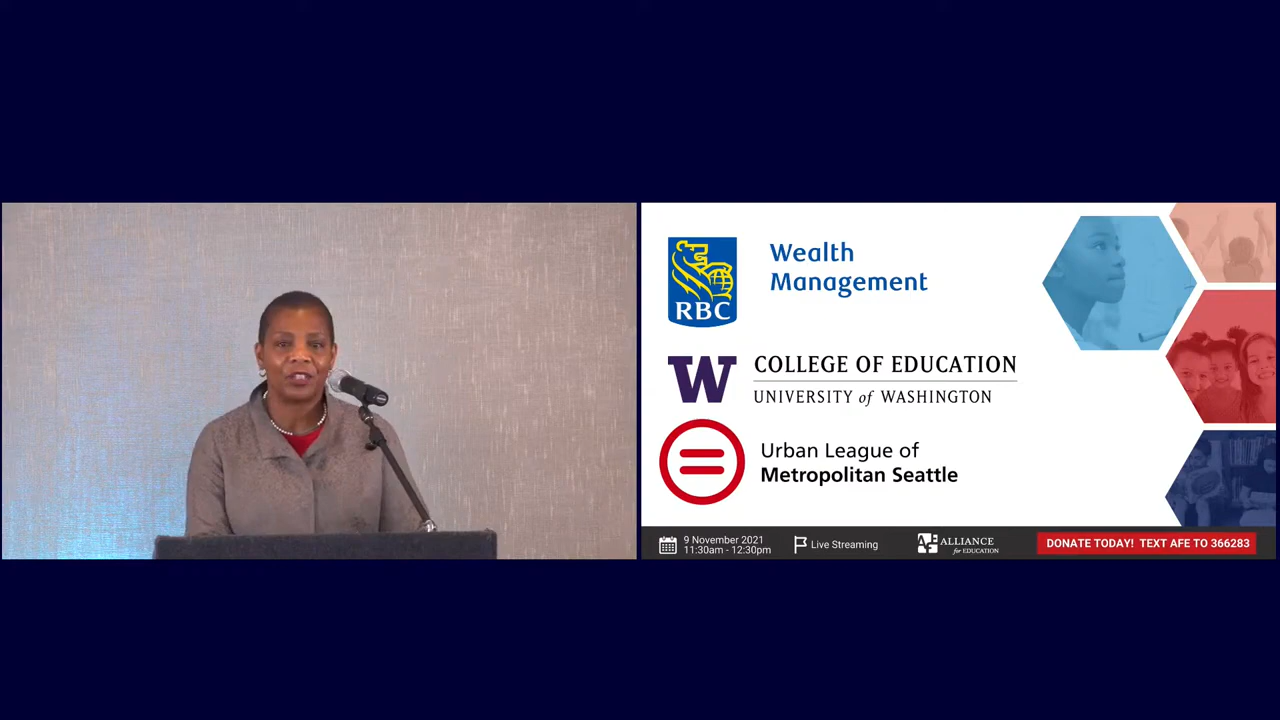 RBC
Wealth
Management
W
COLLEGE OF EDUCATION
UNIVERSITY of WASHINGTON
Urban League of
Metropolitan Seattle
9 November 2021
11:30am - 12:30pm
Live Streaming
AFE
ALLIANCE
for EDUCATION
DONATE TODAY! TEXT AFE TO 366283